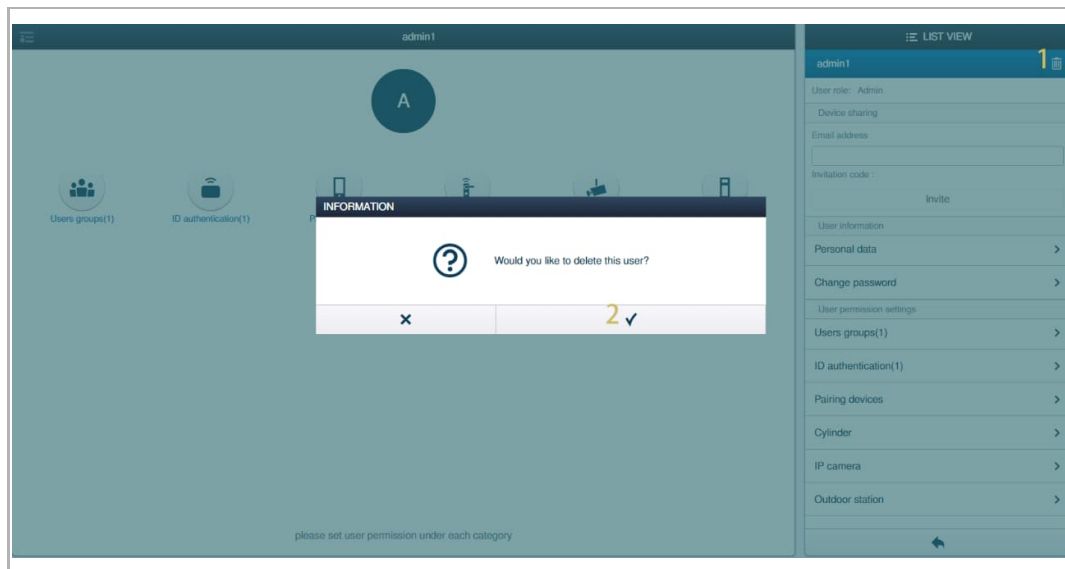 admin1
A
Users groups(1)
ID authentication(1)
P
INFORMATION
Would you like to delete this user?
2
please set user permission under each category
LIST VIEW
admin1
1
User role: Admin
Device sharing
Email address
Invitation code :
Invite
User information
Personal data
Change password
User permission settings
Users groups(1)
ID authentication(1)
Pairing devices
Cylinder
IP camera
Outdoor station